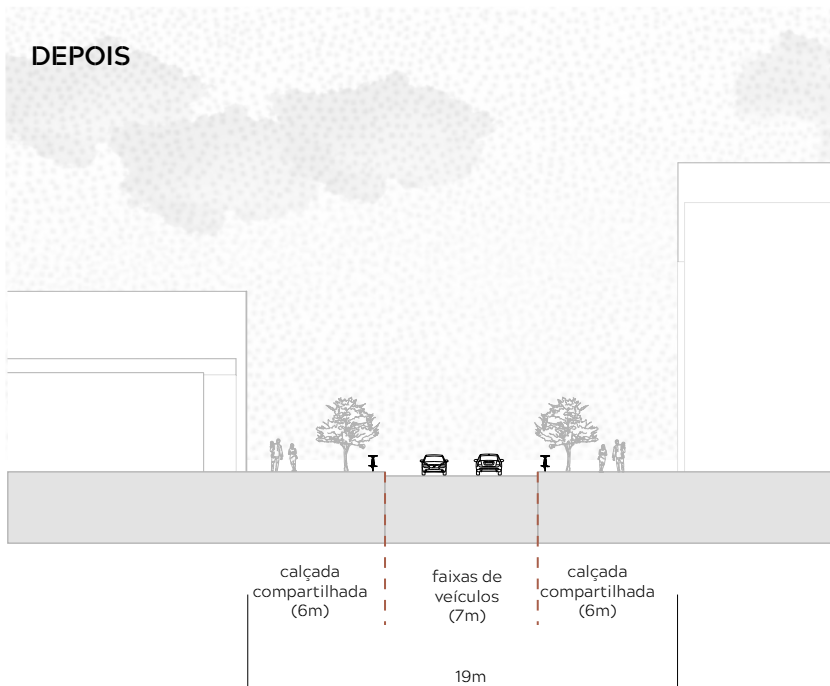 DEPOIS
calçada
compartilhada
(6m)
faixas de
veículos
(7m)
calçada
compartilhada
(6m)
19m